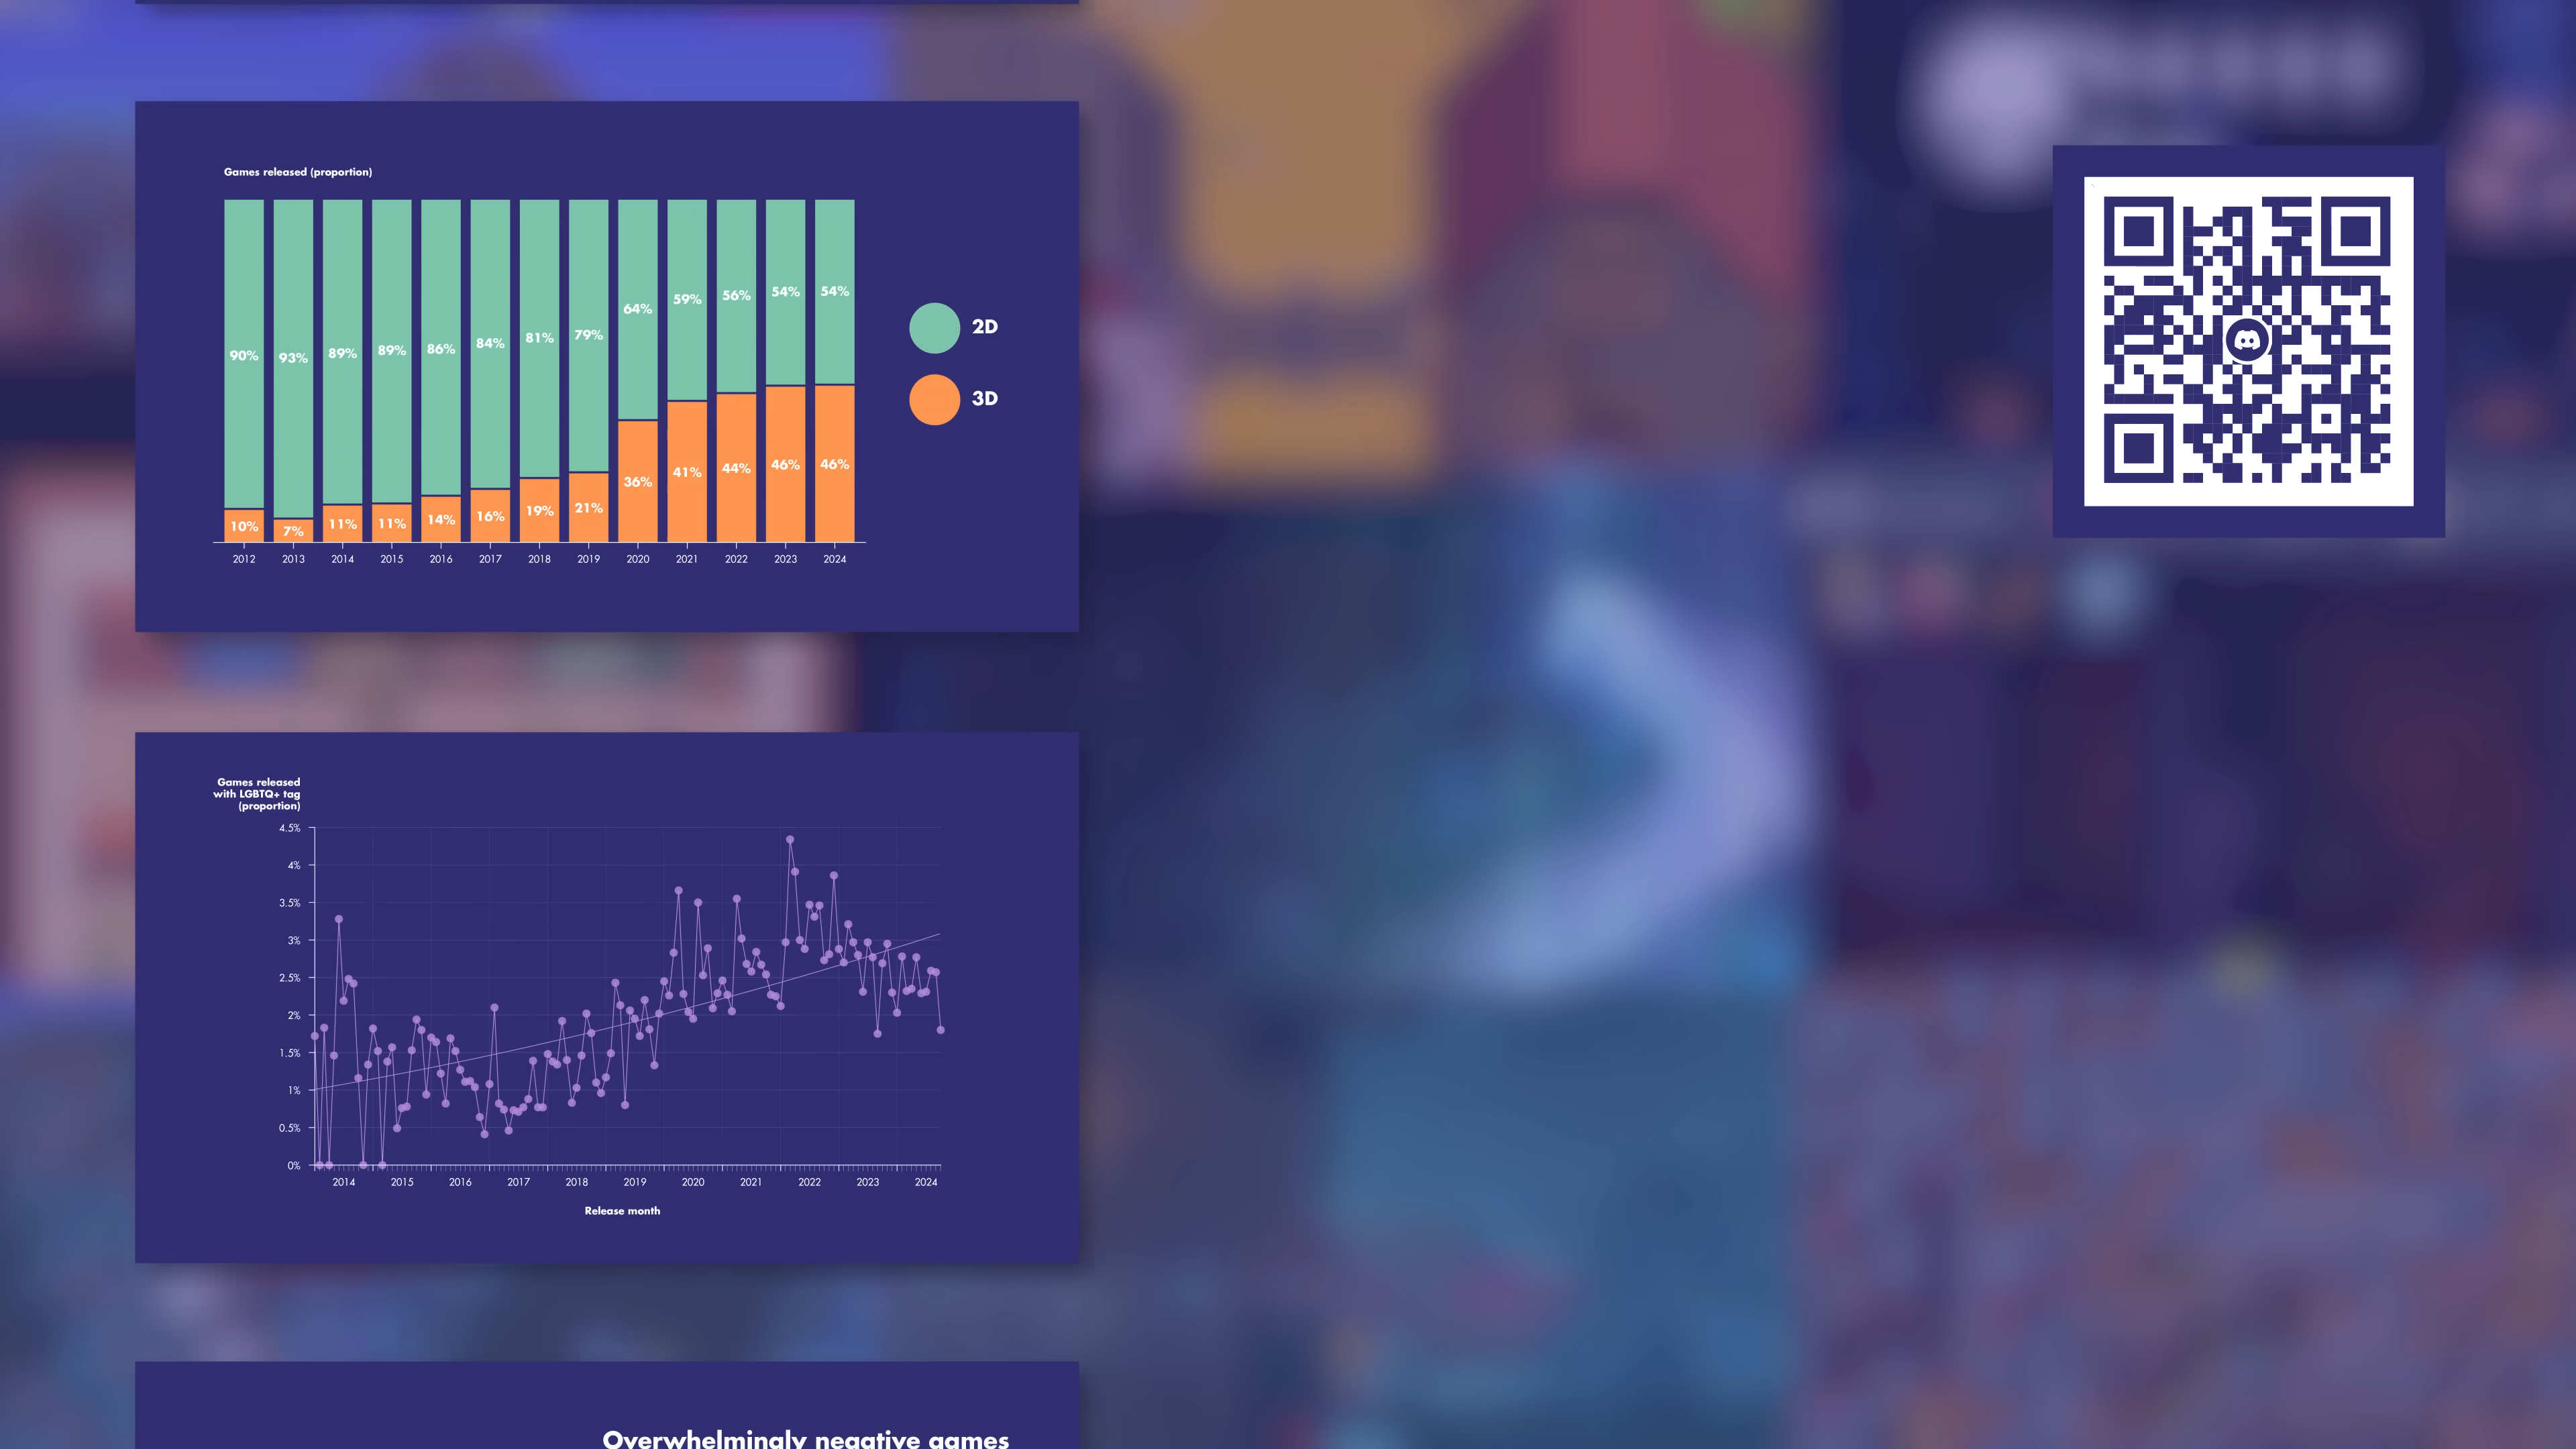 Games released (proportion)
64% 59% 56% 54% 54%
90% 93% 89% 89% 86% 84% 81% 79%
2D
3D
10% 7% 11% 11% 14% 16% 19% 21% 36% 41% 44% 46% 46%
2012 2013 2014 2015 2016 2017 2018 2019 2020 2021 2022 2023 2024
Games released
with LGBTQ+ tag
(proportion)
4.5%
4%
3.5%
3%
2.5%
2%
1.5%
1%
0.5%
0%
2014 2015 2016 2017 2018 2019 2020 2021 2022 2023 2024
Release month
Overwhelmingly negative games